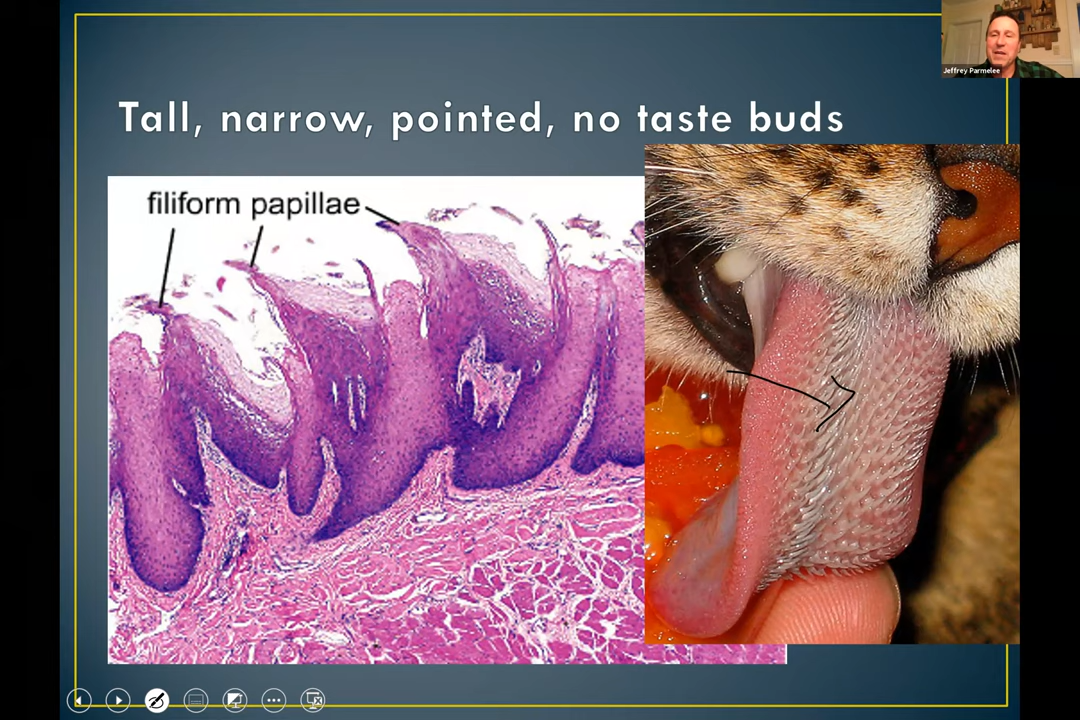 Jeffrey Parmelee
Tall, narrow, pointed, no taste buds
filiform papillae